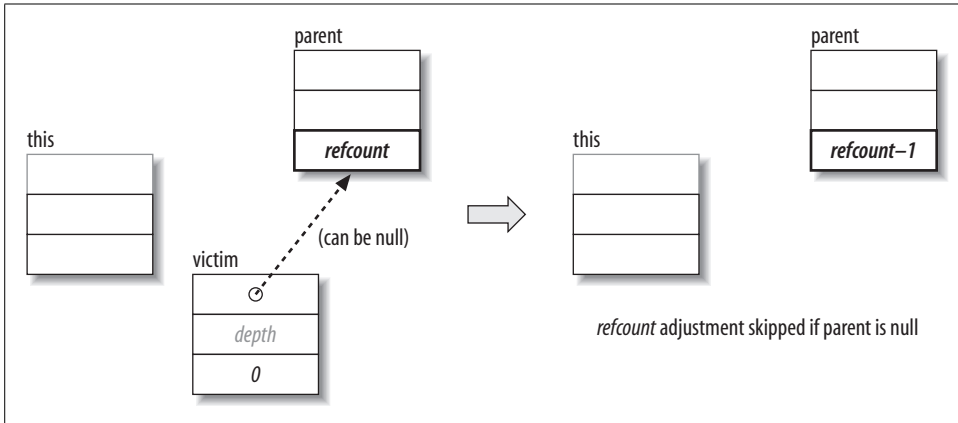 parent
refcount
this
(can be null)
victim
depth
0
parent
refcount–1
this
refcount adjustment skipped if parent is null